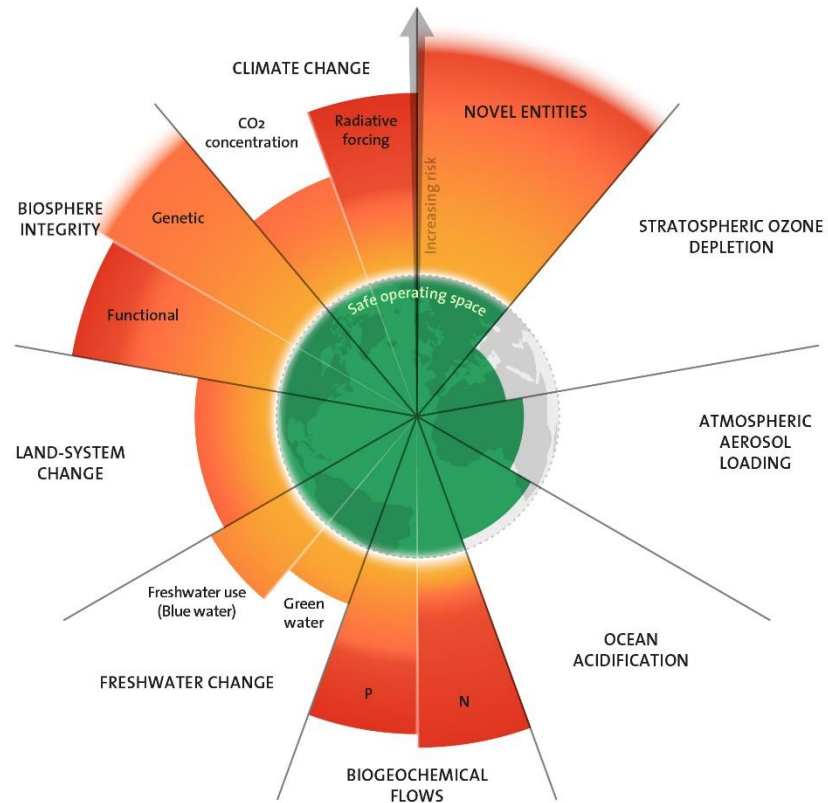 CLIMATE CHANGE
CO2
concentration
Radiative
forcing
Increasing risk
NOVEL ENTITIES
STRATOSPHERIC OZONE
DEPLETION
ATMOSPHERIC
AEROSOL
LOADING
OCEAN
ACIDIFICATION
BIOGEOCHEMICAL
FLOWS
N
P
FRESHWATER CHANGE
Green
water
Freshwater use
(Blue water)
LAND-SYSTEM
CHANGE
BIOSPHERE
INTEGRITY
Functional
Genetic
Safe operating space